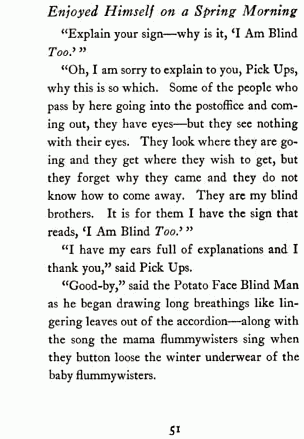 Enjoyed Himself on a Spring Morning
“Explain your sign—why is it, ‘I Am Blind
Too.’ ”
“Oh, I am sorry to explain to you, Pick Ups,
why this is so which. Some of the people who
pass by here going into the postoffice and com-
ing out, they have eyes—but they see nothing
with their eyes. They look where they are go-
ing and they get where they wish to get, but
they forget why they came and they do not
know how to come away. They are my blind
brothers. It is for them I have the sign that
reads, ‘I Am Blind Too.’ ”
“I have my ears full of explanations and I
thank you,” said Pick Ups.
“Good-by,” said the Potato Face Blind Man
as he began drawing long breathings like lin-
gering leaves out of the accordion—along with
the song the mama flummywisters sing when
they button loose the winter underwear of the
baby flummywisters.
51